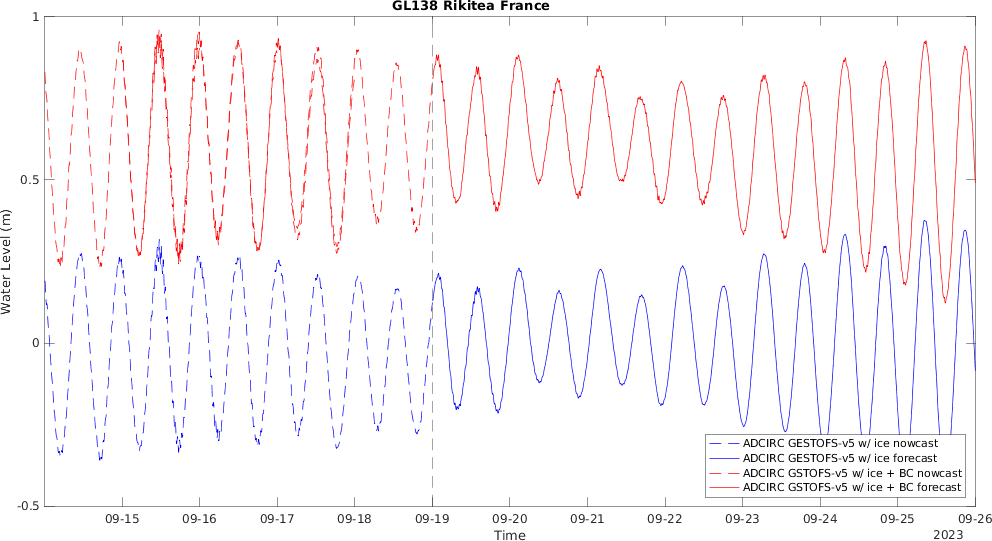 GL138 Rikitea France
1
0.5
0
-0.5
Water Level (m)
ADCIRC GESTOFS-v5 w/ ice nowcast
ADCIRC GESTOFS-v5 w/ ice forecast
ADCIRC GSTOFS-v5 w/ ice + BC nowcast
ADCIRC GSTOFS-v5 w/ ice + BC forecast
09-15 09-16 09-17 09-18 09-19 09-20 09-21 09-22 09-23 09-24 09-25 09-26
Time
2023